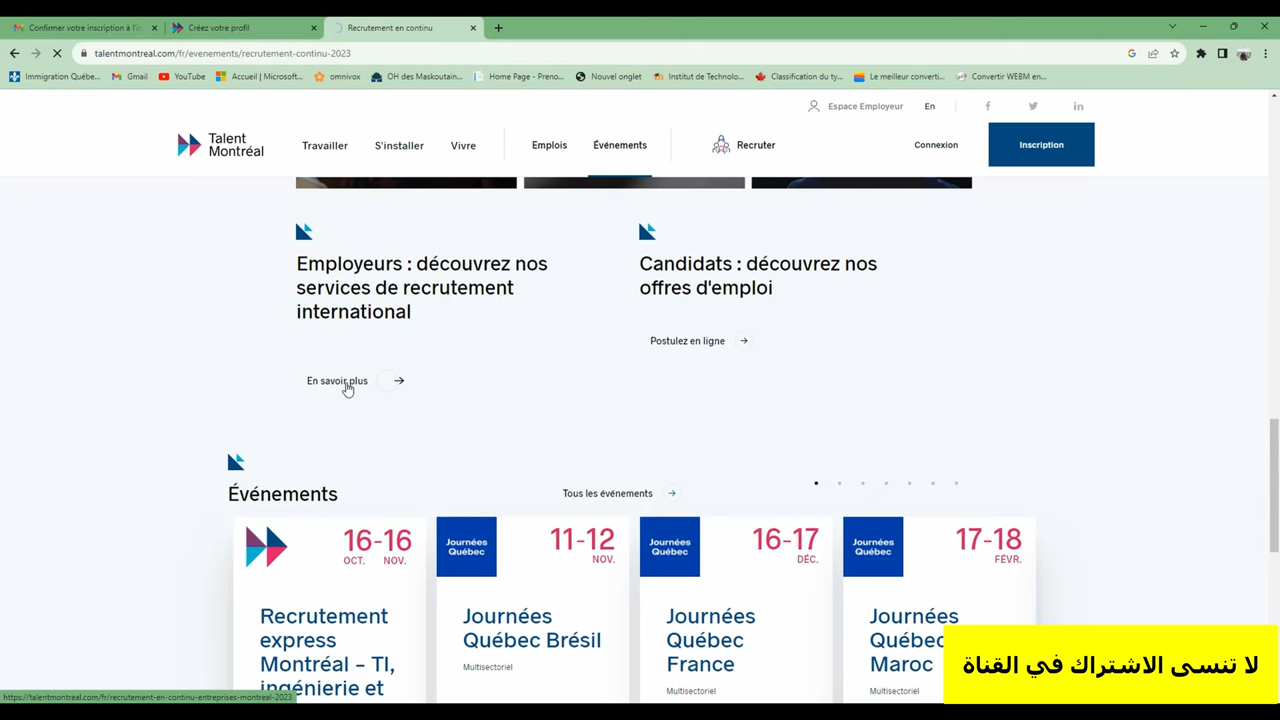 Confirmer votre inscription à l'in
Créez votre profil
Recrutement en continu
talentmontreal.com/fr/evenements/recrutement-continu-2023
Immigration Québe...
Gmail
YouTube
Accueil | Microsoft...
omnivox
OH des Maskoutain...
Home Page - Preno...
Nouvel onglet
Institut de Technolo...
Classification du ty...
Le meilleur converti...
Convertir WEBM en...
Espace Employeur
En
Talent
Montréal
Travailler
S'installer
Vivre
Emplois
Événements
Recruter
Connexion
Inscription
Employeurs : découvrez nos
services de recrutement
international
En savoir plus
Candidats : découvrez nos
offres d'emploi
Postulez en ligne
Événements
Tous les événements
16-16
OCT. NOV.
Recrutement
express
Montréal – TI,
ingénierie et
Journées
Québec
11-12
NOV.
Journées
Québec Brésil
Multisectoriel
Journées
Québec
16-17
DÉC.
Journées
Québec
France
Multisectoriel
Journées
Québec
17-18
FÉVR.
Journées
Québec
Maroc
Multisectoriel
لا تنسى الاشتراك في القناة
https://talentmontreal.com/fr/recrutement-en-continu-entreprises-montreal-2023